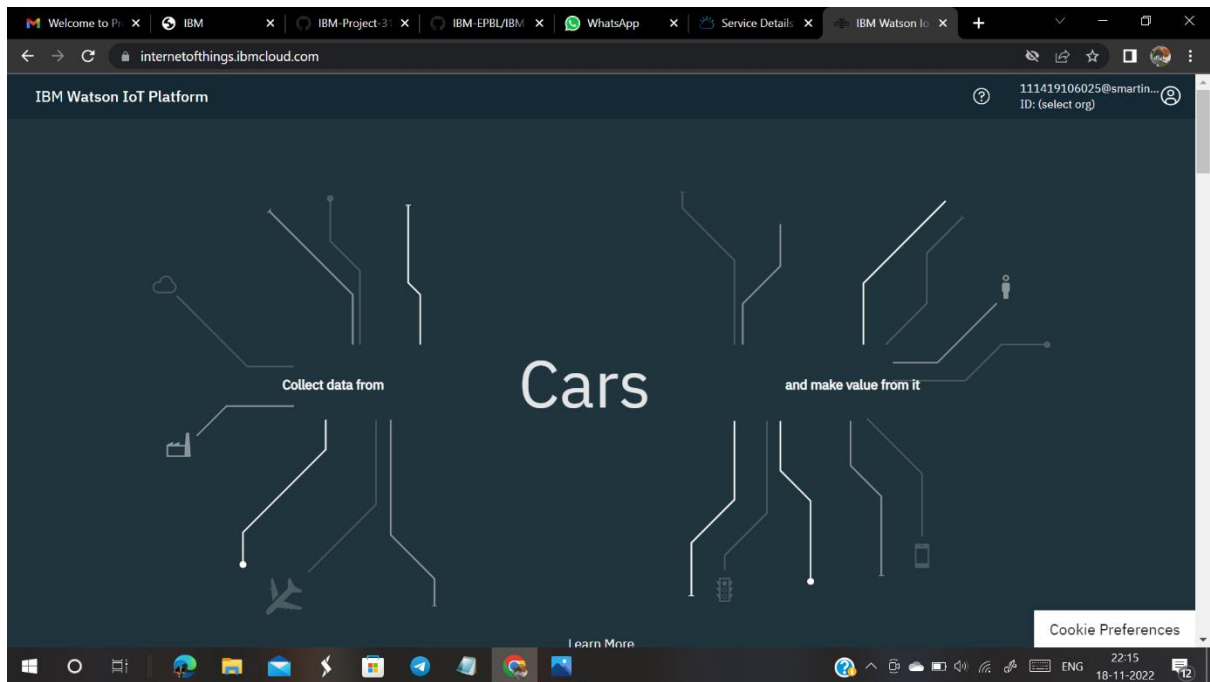 Welcome to Pr
IBM
IBM-Project-31
IBM-EPBL/IBM
WhatsApp
Service Details
IBM Watson Io
internetofthings.ibmcloud.com
IBM Watson IoT Platform
111419106025@smartin...
ID: (select org)
Collect data from
Cars
and make value from it
Learn More
Cookie Preferences
ENG
22:15
18-11-2022
12